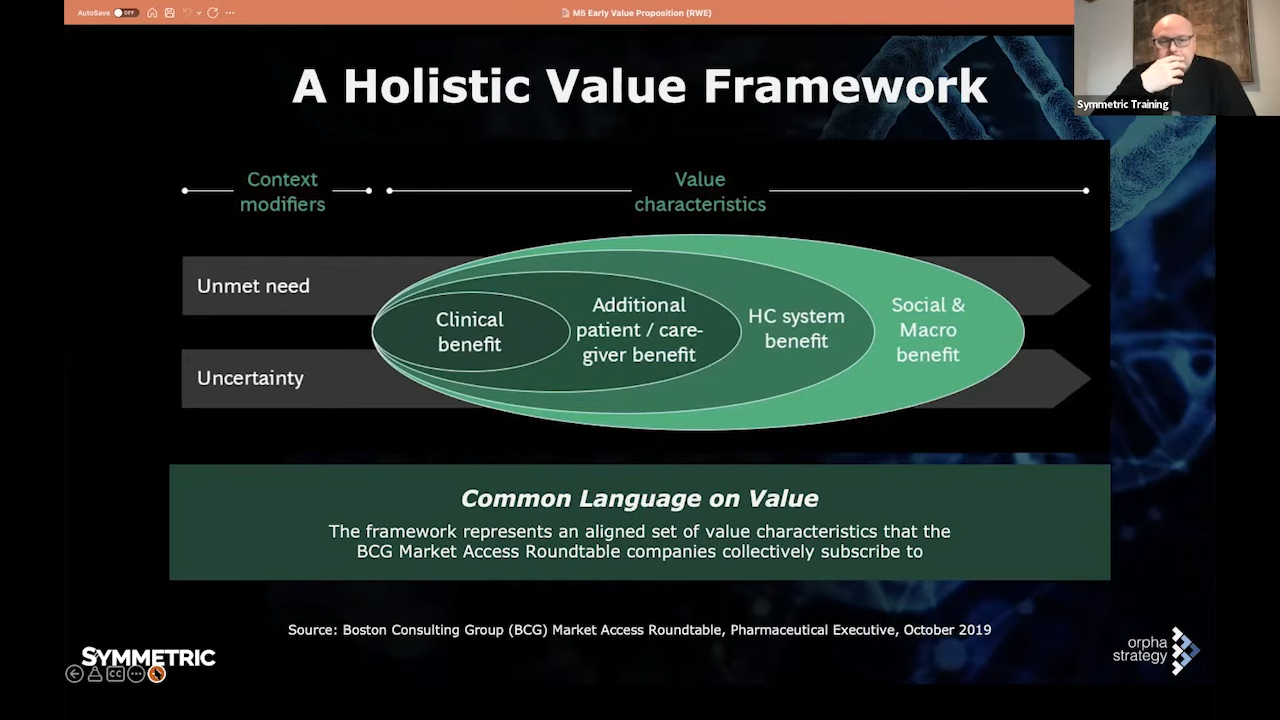 AutoSave OFF
M5 Early Value Proposition (RWE)
Symmetric Training
A Holistic Value Framework
Context
modifiers
Value
characteristics
Unmet need
Uncertainty
Clinical
benefit
Additional
patient / care-
giver benefit
HC system
benefit
Social &
Macro
benefit
Common Language on Value
The framework represents an aligned set of value characteristics that the
BCG Market Access Roundtable companies collectively subscribe to
Source: Boston Consulting Group (BCG) Market Access Roundtable, Pharmaceutical Executive, October 2019
SYMMETRIC
CC
orpha
strategy